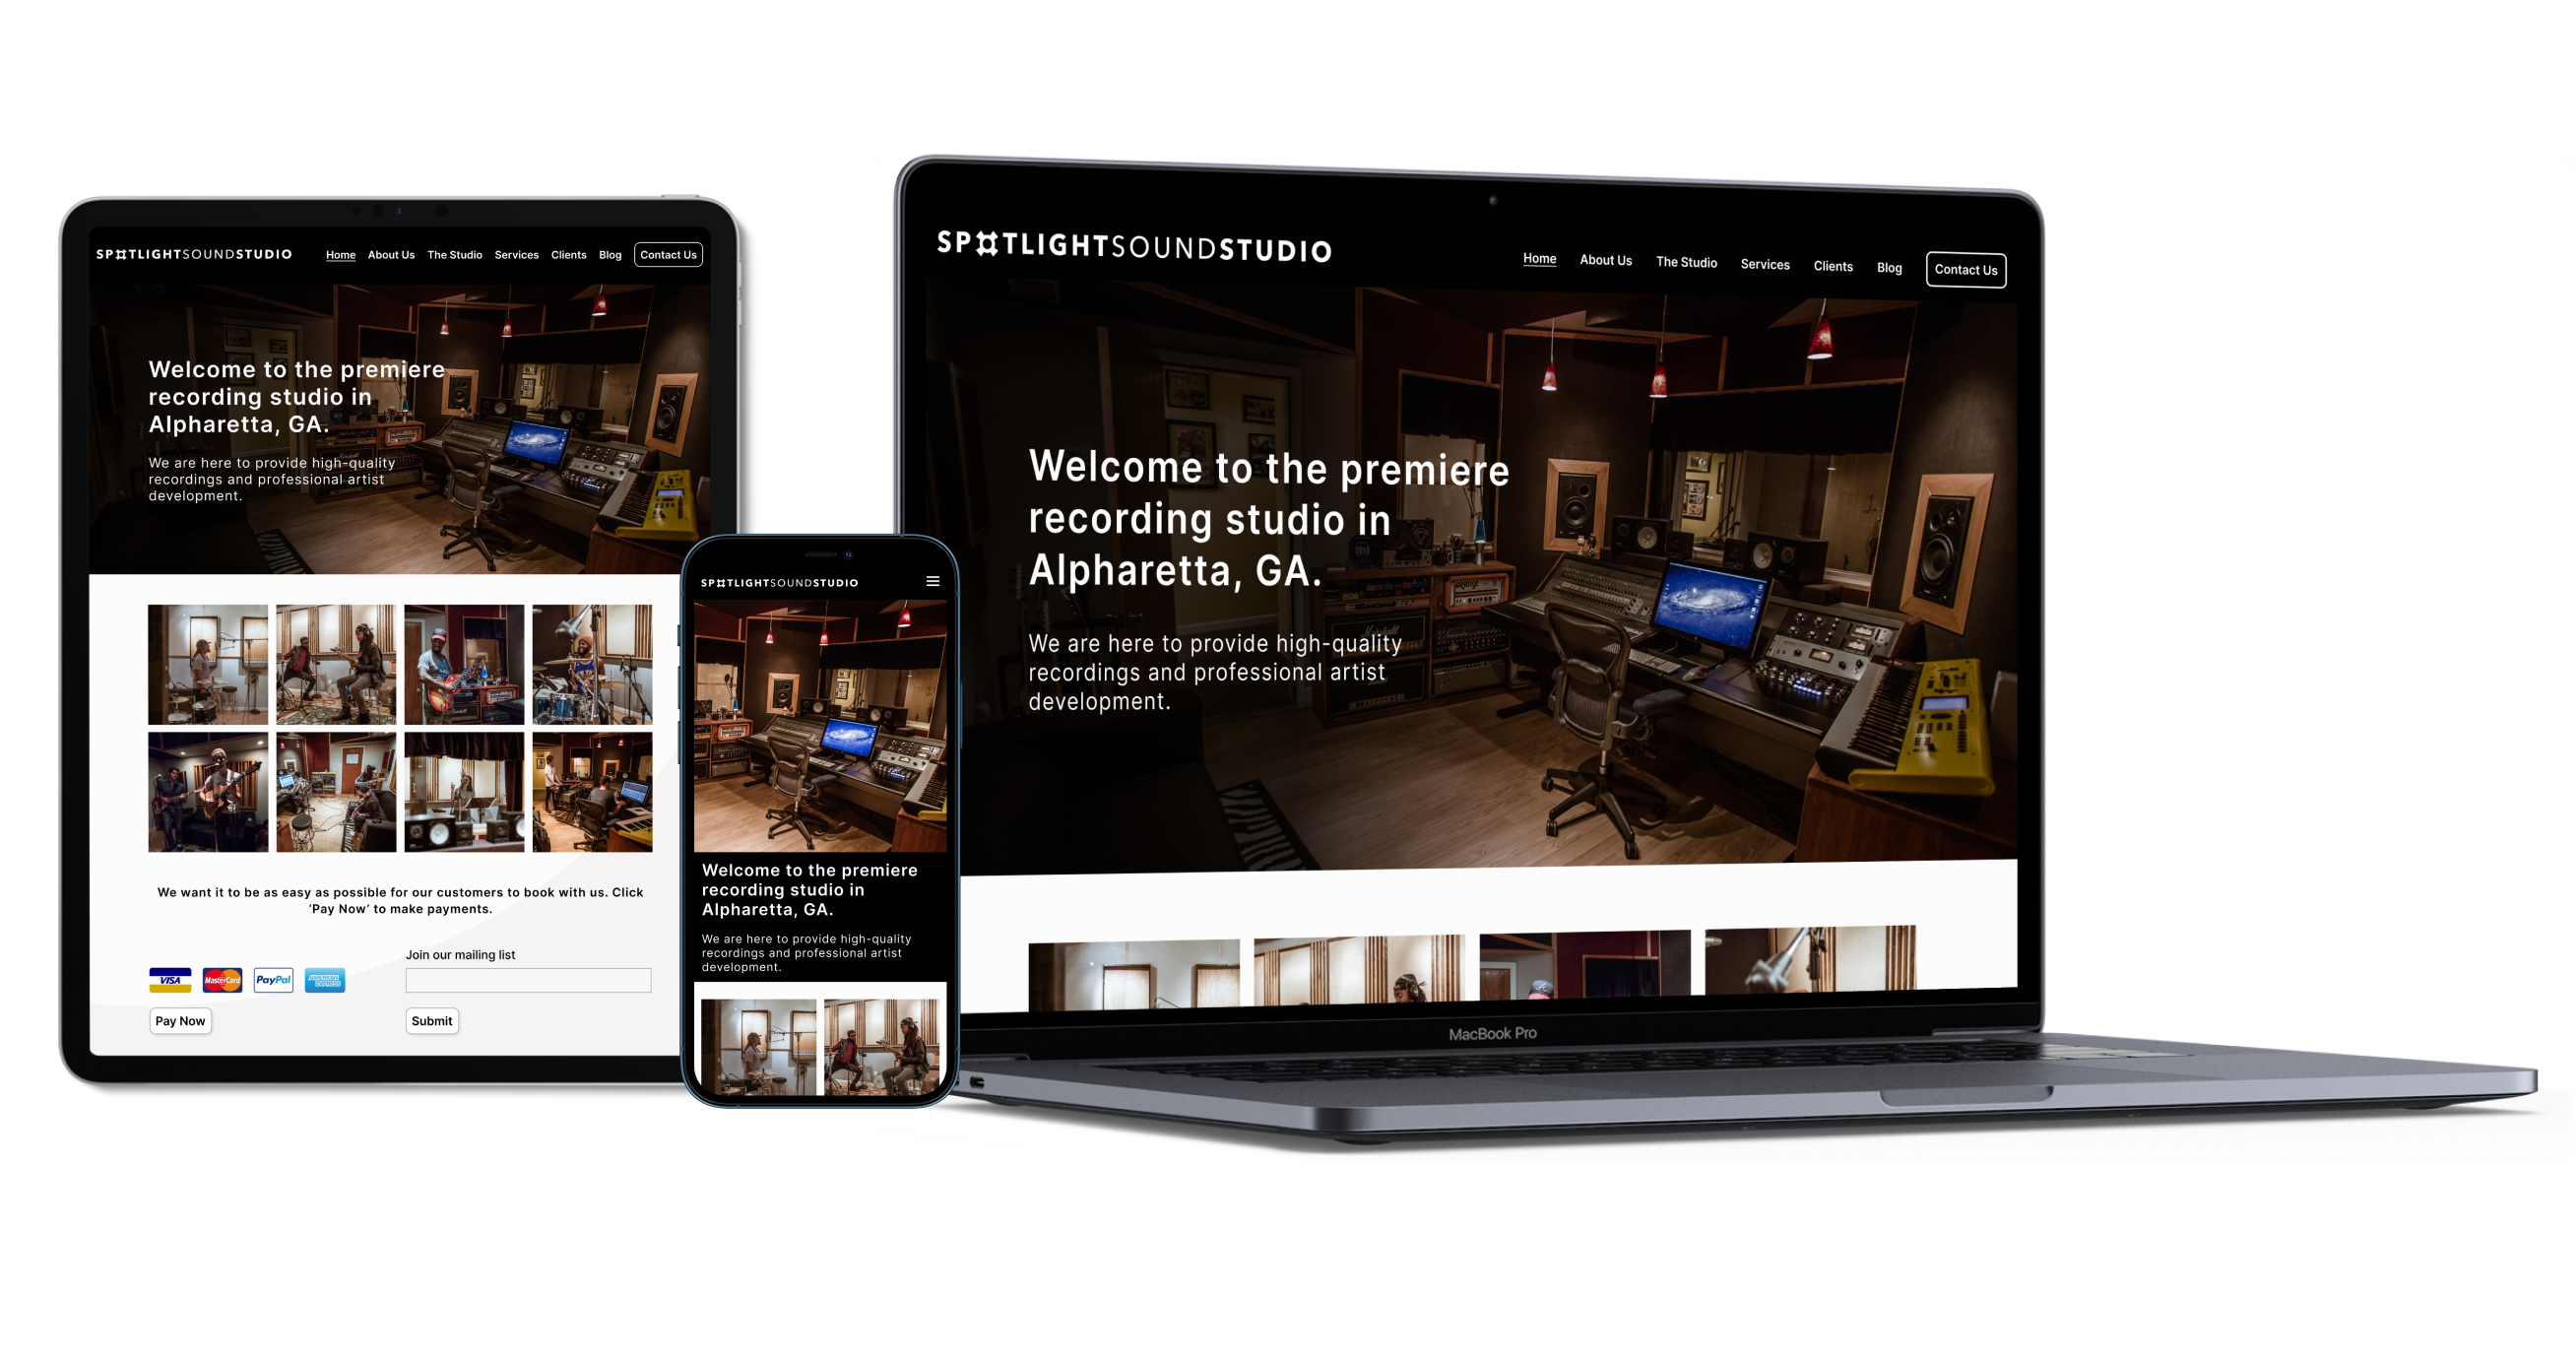 SPOTLIGHTSOUNDSTUDIO
Home About Us The Studio Services Clients Blog Contact Us
Welcome to the premiere
recording studio in
Alpharetta, GA.
We are here to provide high-quality
recordings and professional artist
development.
We want it to be as easy as possible for our customers to book with us. Click
‘Pay Now’ to make payments.
Join our mailing list
VISA MasterCard PayPal AMERICAN EXPRESS
Pay Now Submit
SPOTLIGHTSOUNDSTUDIO
Welcome to the premiere
recording studio in
Alpharetta, GA.
We are here to provide high-quality
recordings and professional artist
development.
SPOTLIGHTSOUNDSTUDIO
Home About Us The Studio Services Clients Blog Contact Us
Welcome to the premiere
recording studio in
Alpharetta, GA.
We are here to provide high-quality
recordings and professional artist
development.
Marshall
ORANGE
MacBook Pro